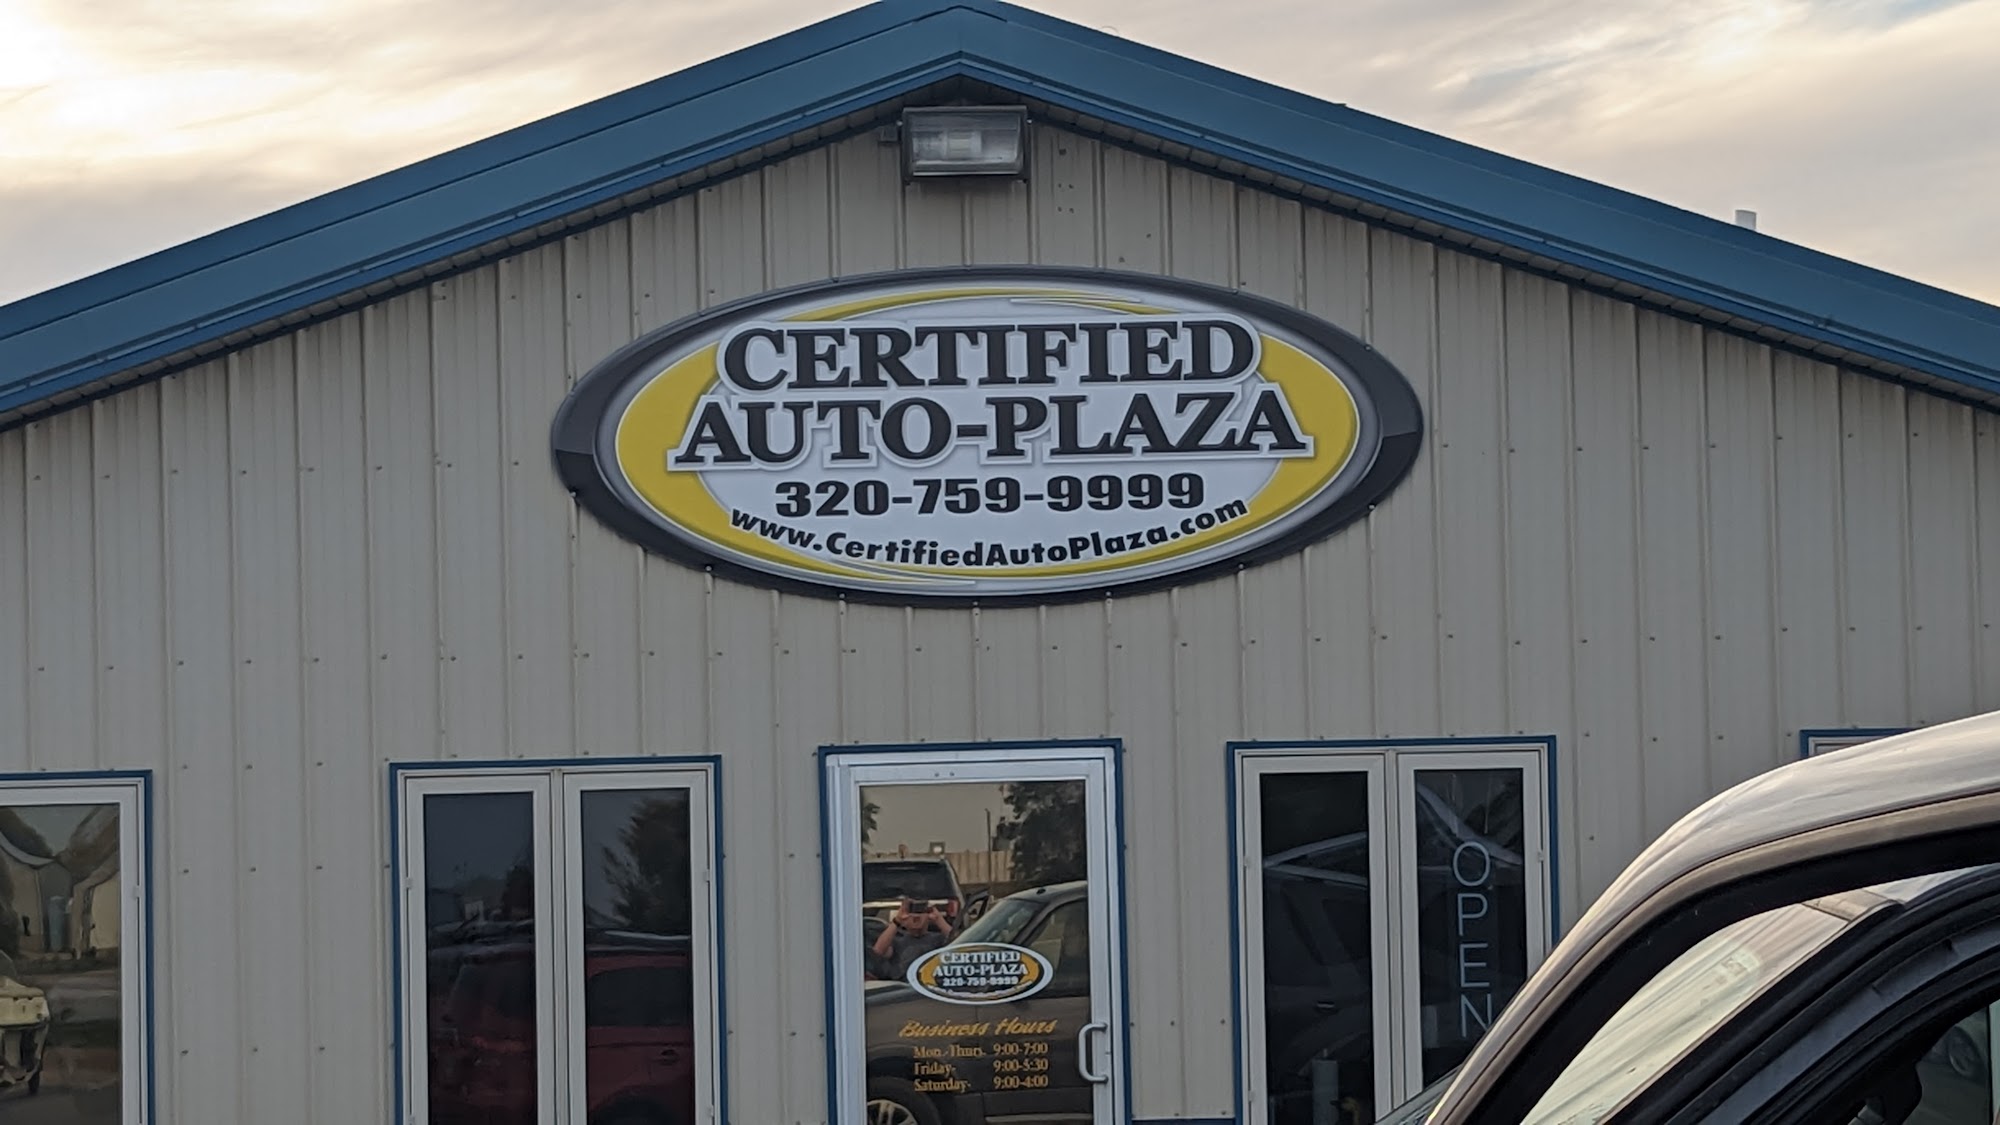 CERTIFIED
AUTO-PLAZA
320-759-9999
www.CertifiedAutoPlaza.com
OPEN
CERTIFIED
AUTO-PLAZA
320-759-9999
Business Hours
Mon.-Thurs. 9:00-7:00
Friday- 9:00-5:30
Saturday- 9:00-4:00